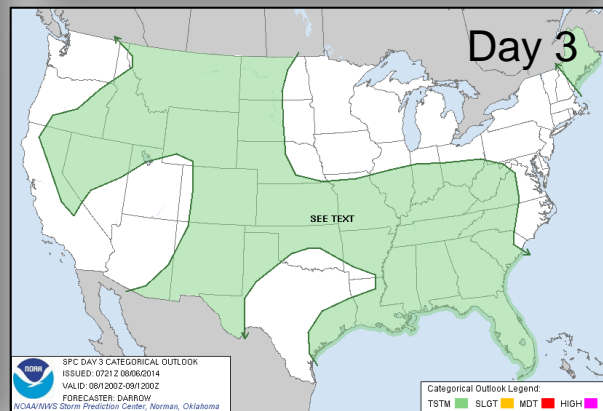 Day 3
SEE TEXT
NOAA
SPC DAY 3 CATEGORICAL OUTLOOK
ISSUED: 0721Z 08/06/2014
VALID: 08/1200Z-09/1200Z
FORECASTER: DARROW
NOAA/NWS Storm Prediction Center, Norman, Oklahoma
Categorical Outlook Legend:
TSTM SLGT MDT HIGH